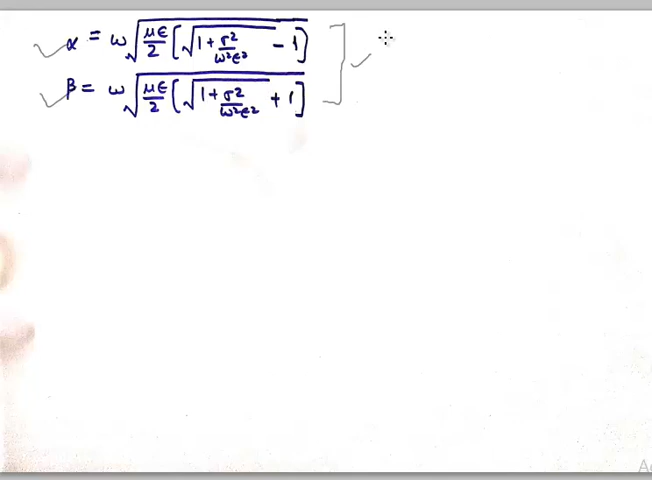 α = ω√(με/2 [√(1 + σ²/ω²ε²) − 1])
β = ω√(με/2 [√(1 + σ²/ω²ε²) + 1])